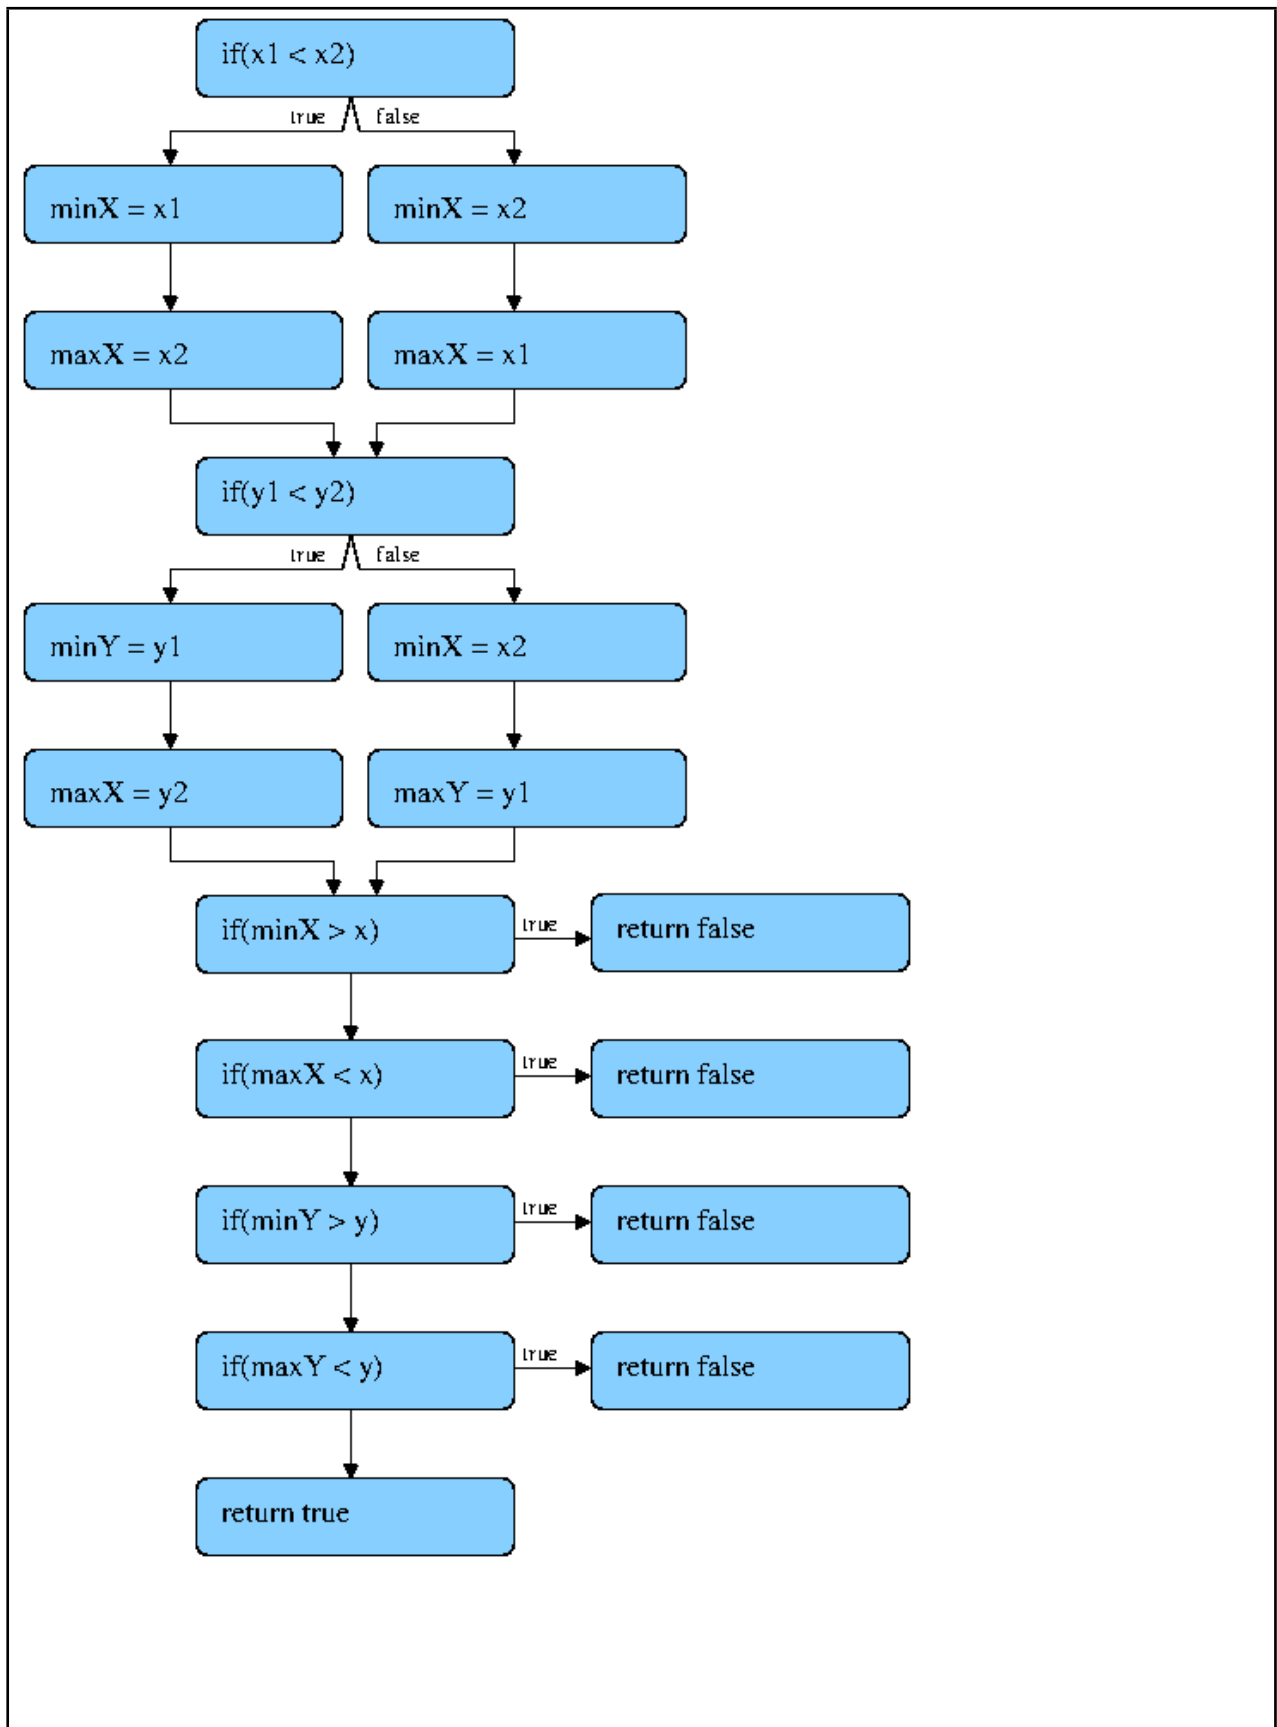 if(x1 < x2)
true false
minX = x1
minX = x2
maxX = x2
maxX = x1
if(y1 < y2)
true false
minY = y1
minX = x2
maxX = y2
maxY = y1
if(minX > x)
true
return false
if(maxX < x)
true
return false
if(minY > y)
true
return false
if(maxY < y)
true
return false
return true